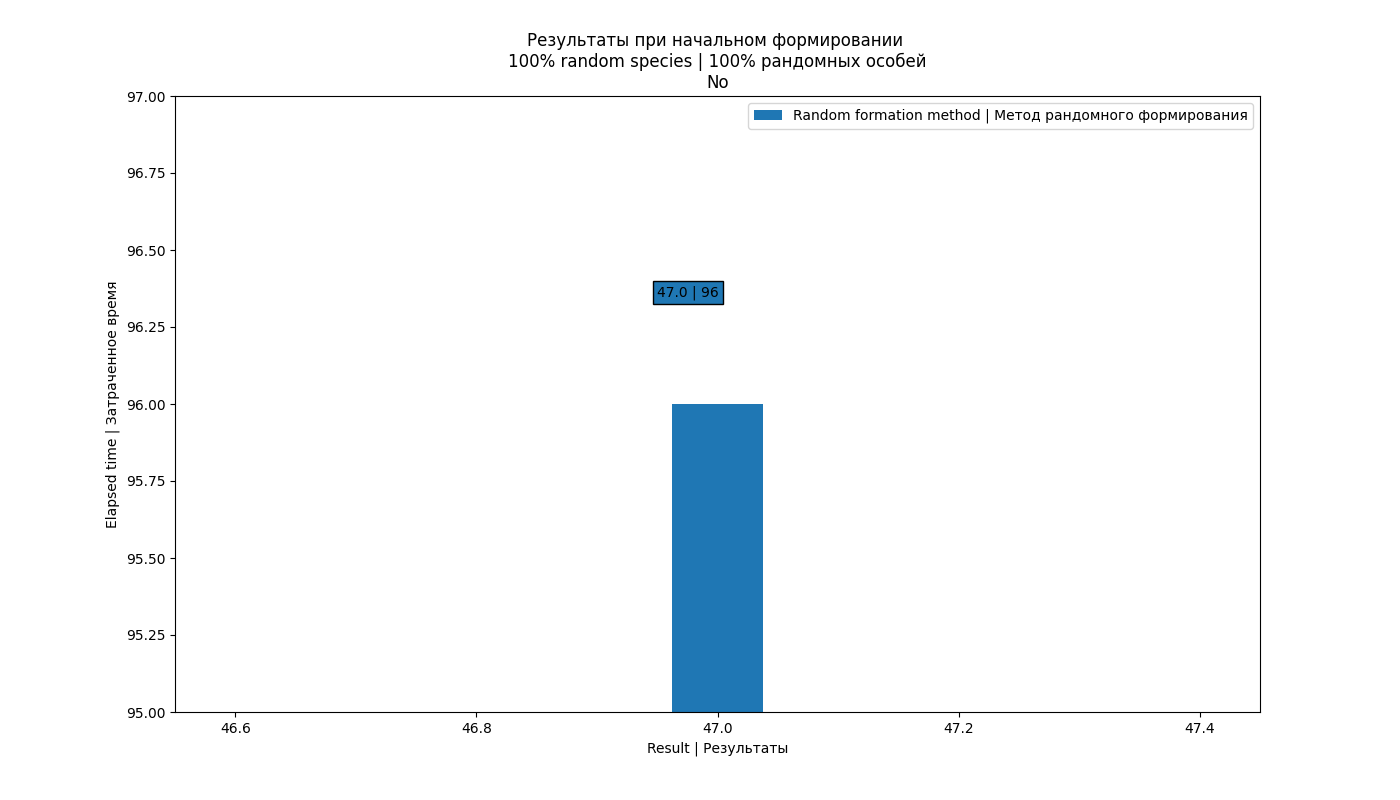 Результаты при начальном формировании
100% random species | 100% рандомных особей
No
Random formation method | Метод рандомного формирования
97.00
96.75
96.50
96.25
96.00
95.75
95.50
95.25
95.00
Elapsed time | Затраченное время
47.0 | 96
46.6
46.8
47.0
47.2
47.4
Result | Результаты